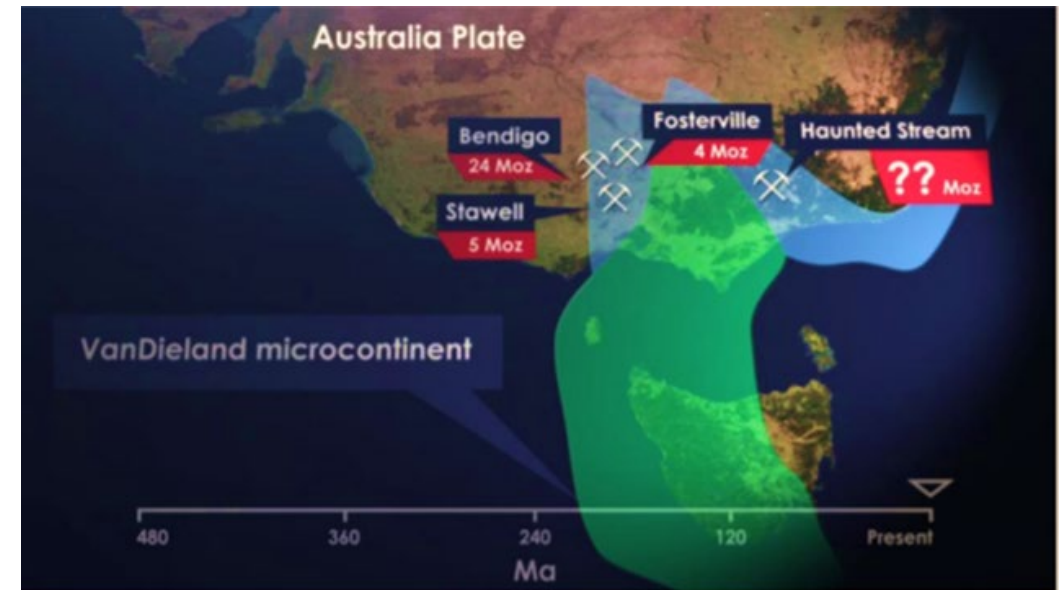 Australia Plate
Bendigo
24 Moz
Fosterville
4 Moz
Haunted Stream
?? Moz
Stawell
5 Moz
VanDieland microcontinent
480 360 240 120 Present
Ma